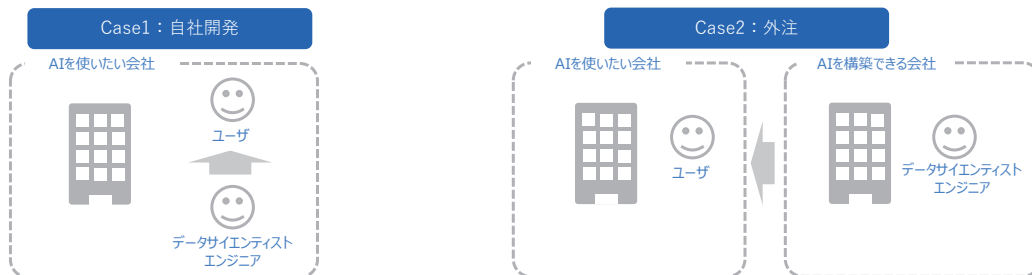 Case1：自社開発
AIを使いたい会社
ユーザ
データサイエンティスト
エンジニア
Case2：外注
AIを使いたい会社
ユーザ
AIを構築できる会社
データサイエンティスト
エンジニア